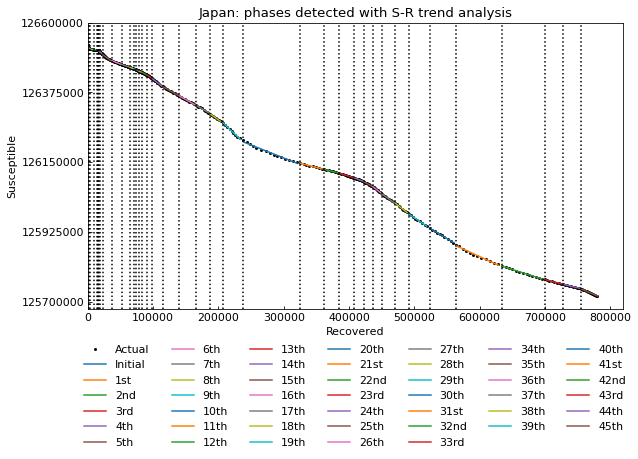 Japan: phases detected with S-R trend analysis
126600000
126375000
126150000
125925000
125700000
Susceptible
0 100000 200000 300000 400000 500000 600000 700000 800000
Recovered
Actual 6th 13th 20th 27th 34th 40th
Initial 7th 14th 21st 28th 35th 41st
1st 8th 15th 22nd 29th 36th 42nd
2nd 9th 16th 23rd 30th 37th 43rd
3rd 10th 17th 24th 31st 38th 44th
4th 11th 18th 25th 32nd 39th 45th
5th 12th 19th 26th 33rd